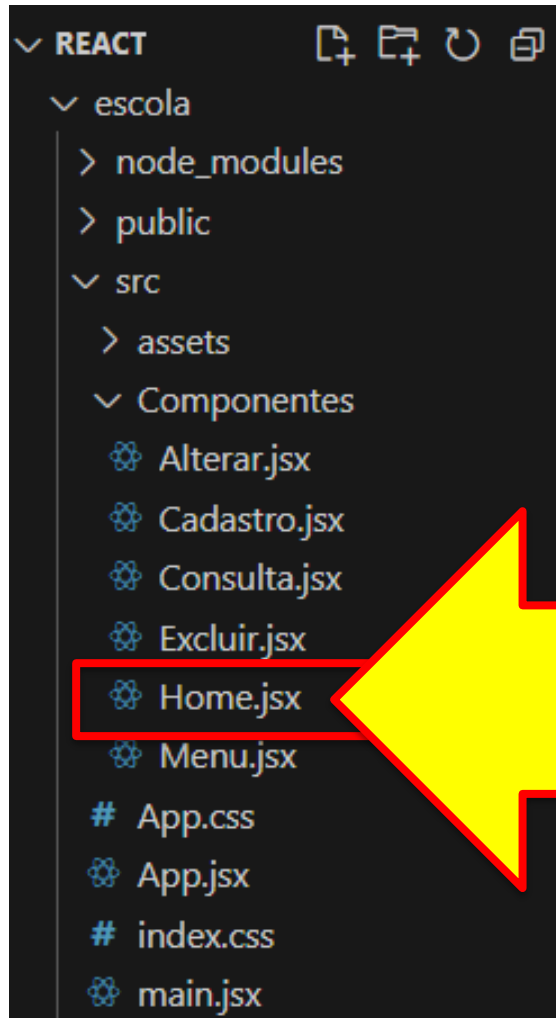 REACT
escola
node_modules
public
src
assets
Componentes
Alterar.jsx
Cadastro.jsx
Consulta.jsx
Excluir.jsx
Home.jsx
Menu.jsx
# App.css
App.jsx
# index.css
main.jsx